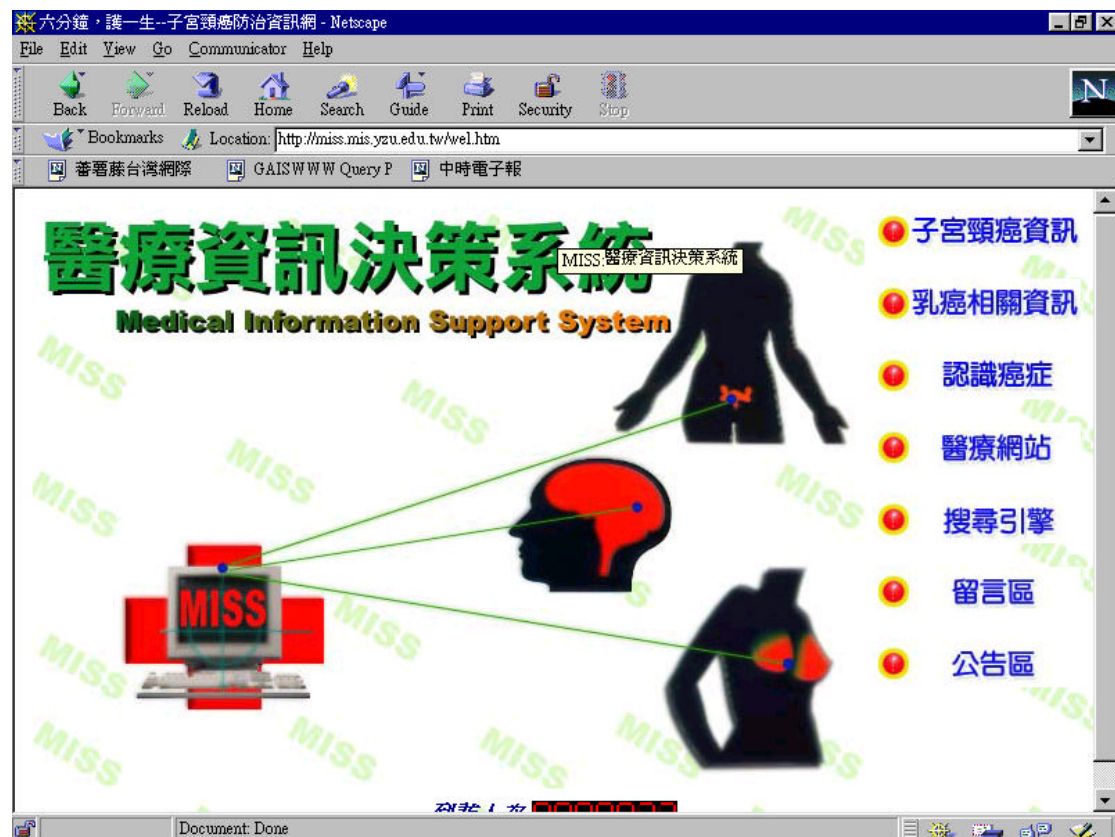 六分鐘，護一生--子宮頸癌防治資訊網 - Netscape
File Edit View Go Communicator Help
Back Forward Reload Home Search Guide Print Security Stop
N
Bookmarks Location: http://miss.mis.yzu.edu.tw/wel.htm
蕃薯藤台灣網際 GAISWWW Query P 中時電子報
醫療資訊決策系統
MISS:醫療資訊決策系統
Medical Information Support System
子宮頸癌資訊
乳癌相關資訊
認識癌症
醫療網站
搜尋引擎
留言區
公告區
MISS
Document: Done